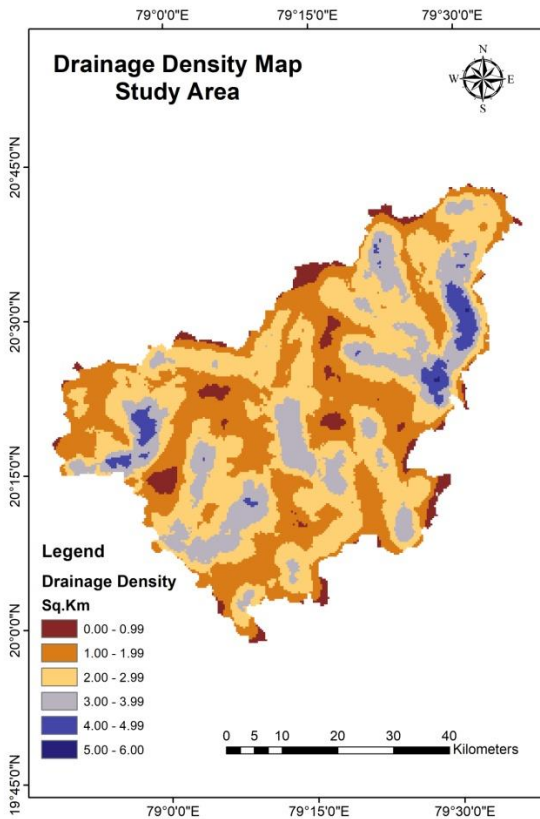 79°0'0"E 79°15'0"E 79°30'0"E
Drainage Density Map
Study Area
N
W E
S
20°45'0"N
20°30'0"N
20°15'0"N
20°0'0"N
19°45'0"N
Legend
Drainage Density
Sq.Km
0.00 - 0.99
1.00 - 1.99
2.00 - 2.99
3.00 - 3.99
4.00 - 4.99
5.00 - 6.00
0 5 10 20 30 40
Kilometers
79°0'0"E 79°15'0"E 79°30'0"E